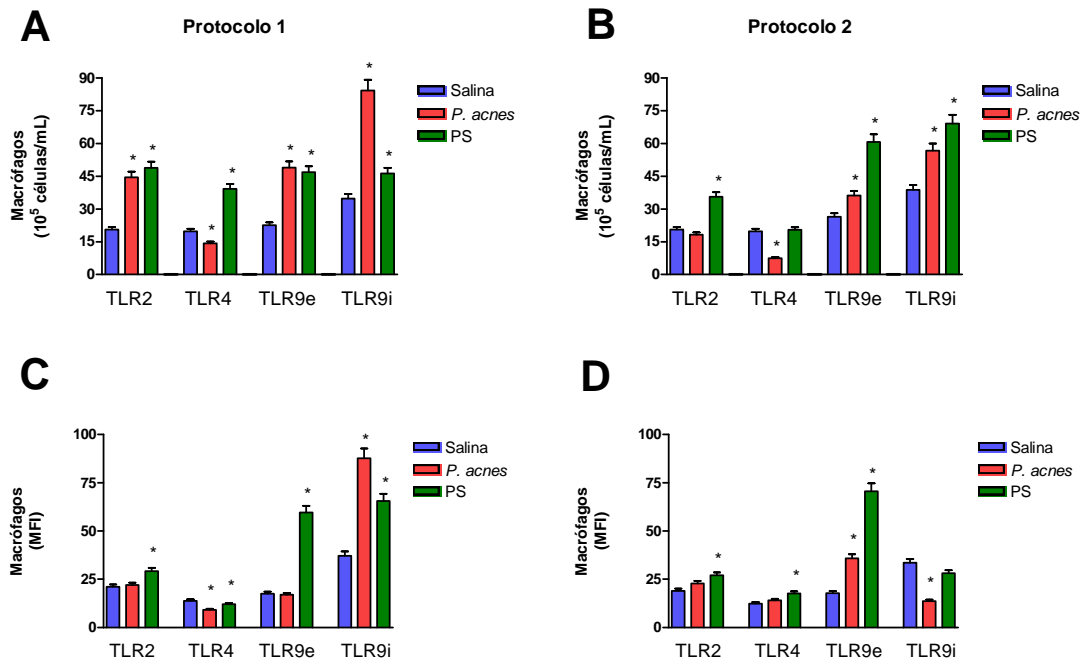 A
Protocolo 1
Macrófagos
(10⁵ células/mL)
90
75
60
45
30
15
0
* * * * * * * *
TLR2 TLR4 TLR9e TLR9i
Salina
P. acnes
PS
B
Protocolo 2
Macrófagos
(10⁵ células/mL)
90
75
60
45
30
15
0
* * * * * *
TLR2 TLR4 TLR9e TLR9i
Salina
P. acnes
PS
C
Macrófagos
(MFI)
100
75
50
25
0
* * * * * *
TLR2 TLR4 TLR9e TLR9i
Salina
P. acnes
PS
D
Macrófagos
(MFI)
100
75
50
25
0
* * * * *
TLR2 TLR4 TLR9e TLR9i
Salina
P. acnes
PS